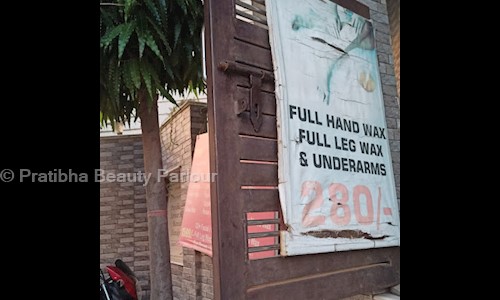 © Pratibha Beauty Parlour
FULL HAND WAX
FULL LEG WAX
& UNDERARMS
280/-